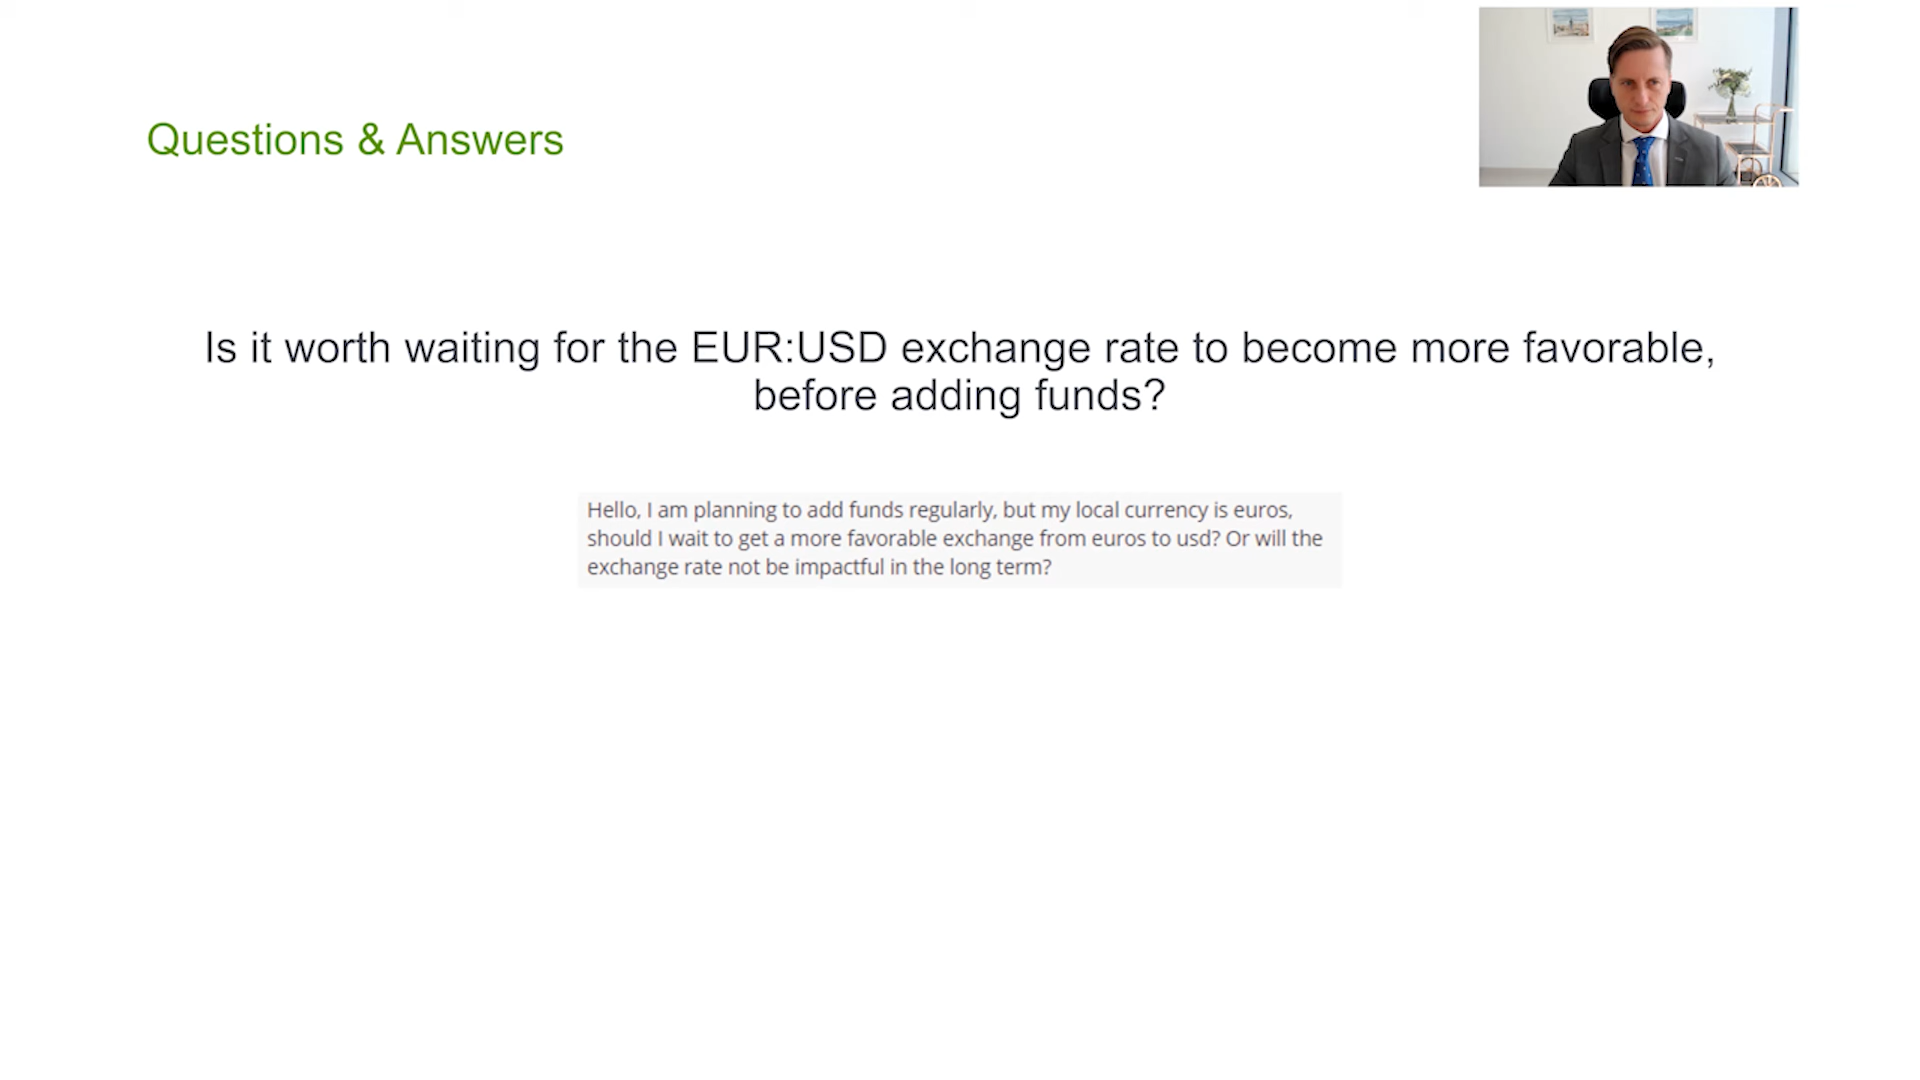 Questions & Answers
Is it worth waiting for the EUR:USD exchange rate to become more favorable,
before adding funds?
Hello, I am planning to add funds regularly, but my local currency is euros,
should I wait to get a more favorable exchange from euros to usd? Or will the
exchange rate not be impactful in the long term?